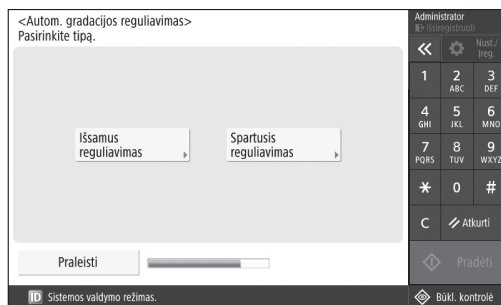 <Autom. gradacijos reguliavimas>
Pasirinkite tipą.
Išsamus
reguliavimas
Spartusis
reguliavimas
Praleisti
ID Sistemos valdymo režimas.
Administrator
Išsiregistruoti
Nust./
Įreg.
1
2
ABC
3
DEF
4
GHI
5
JKL
6
MNO
7
PQRS
8
TUV
9
WXYZ
*
0
#
C
Atkurti
Pradėti
Būkl. kontrolė